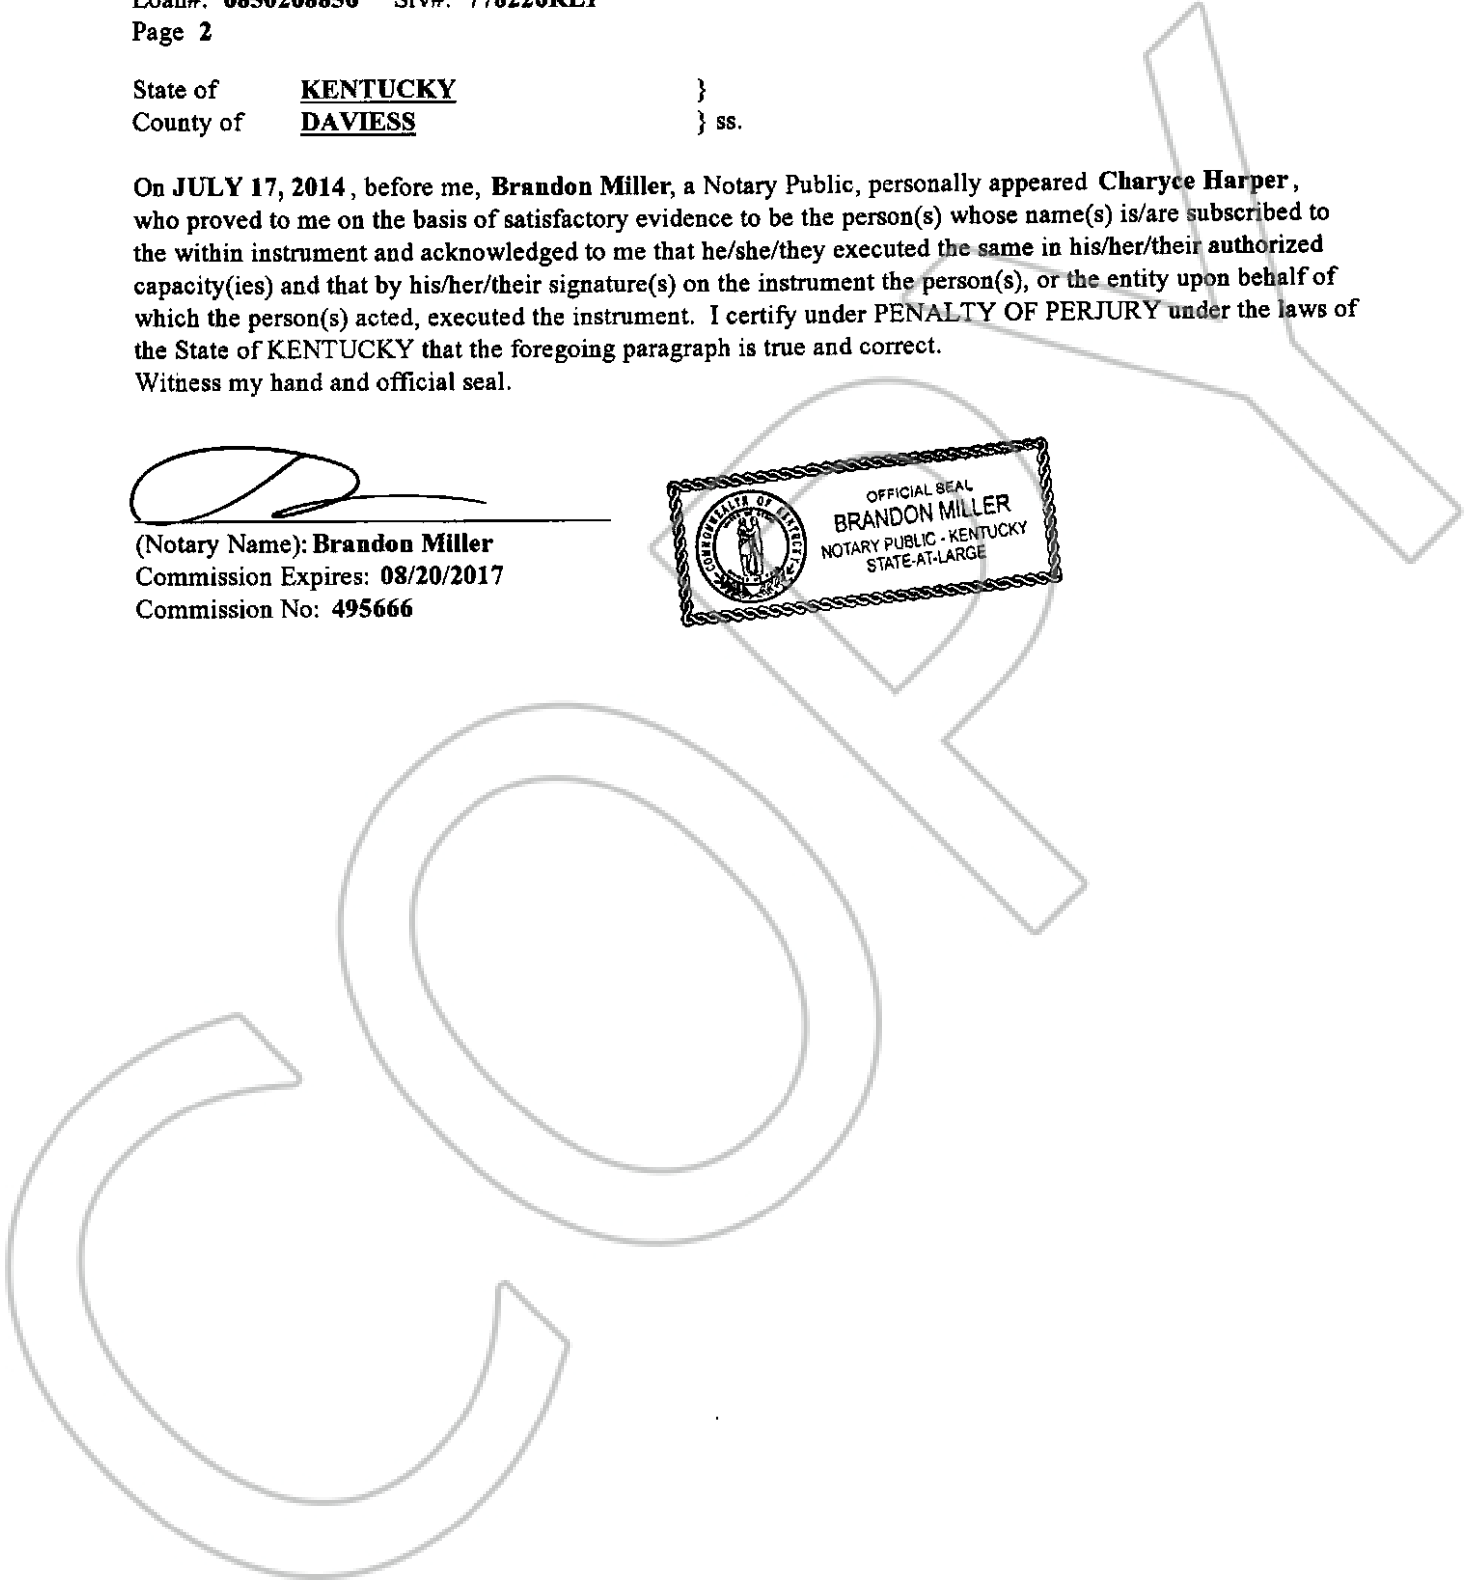 Page 2
State of KENTUCKY }
County of DAVIESS } ss.
On JULY 17, 2014, before me, Brandon Miller, a Notary Public, personally appeared Charyce Harper,
who proved to me on the basis of satisfactory evidence to be the person(s) whose name(s) is/are subscribed to
the within instrument and acknowledged to me that he/she/they executed the same in his/her/their authorized
capacity(ies) and that by his/her/their signature(s) on the instrument the person(s), or the entity upon behalf of
which the person(s) acted, executed the instrument. I certify under PENALTY OF PERJURY under the laws of
the State of KENTUCKY that the foregoing paragraph is true and correct.
Witness my hand and official seal.
(Notary Name): Brandon Miller
Commission Expires: 08/20/2017
Commission No: 495666
COMMONWEALTH OF KENTUCKY
OFFICIAL SEAL
BRANDON MILLER
NOTARY PUBLIC - KENTUCKY
STATE-AT-LARGE
COPY